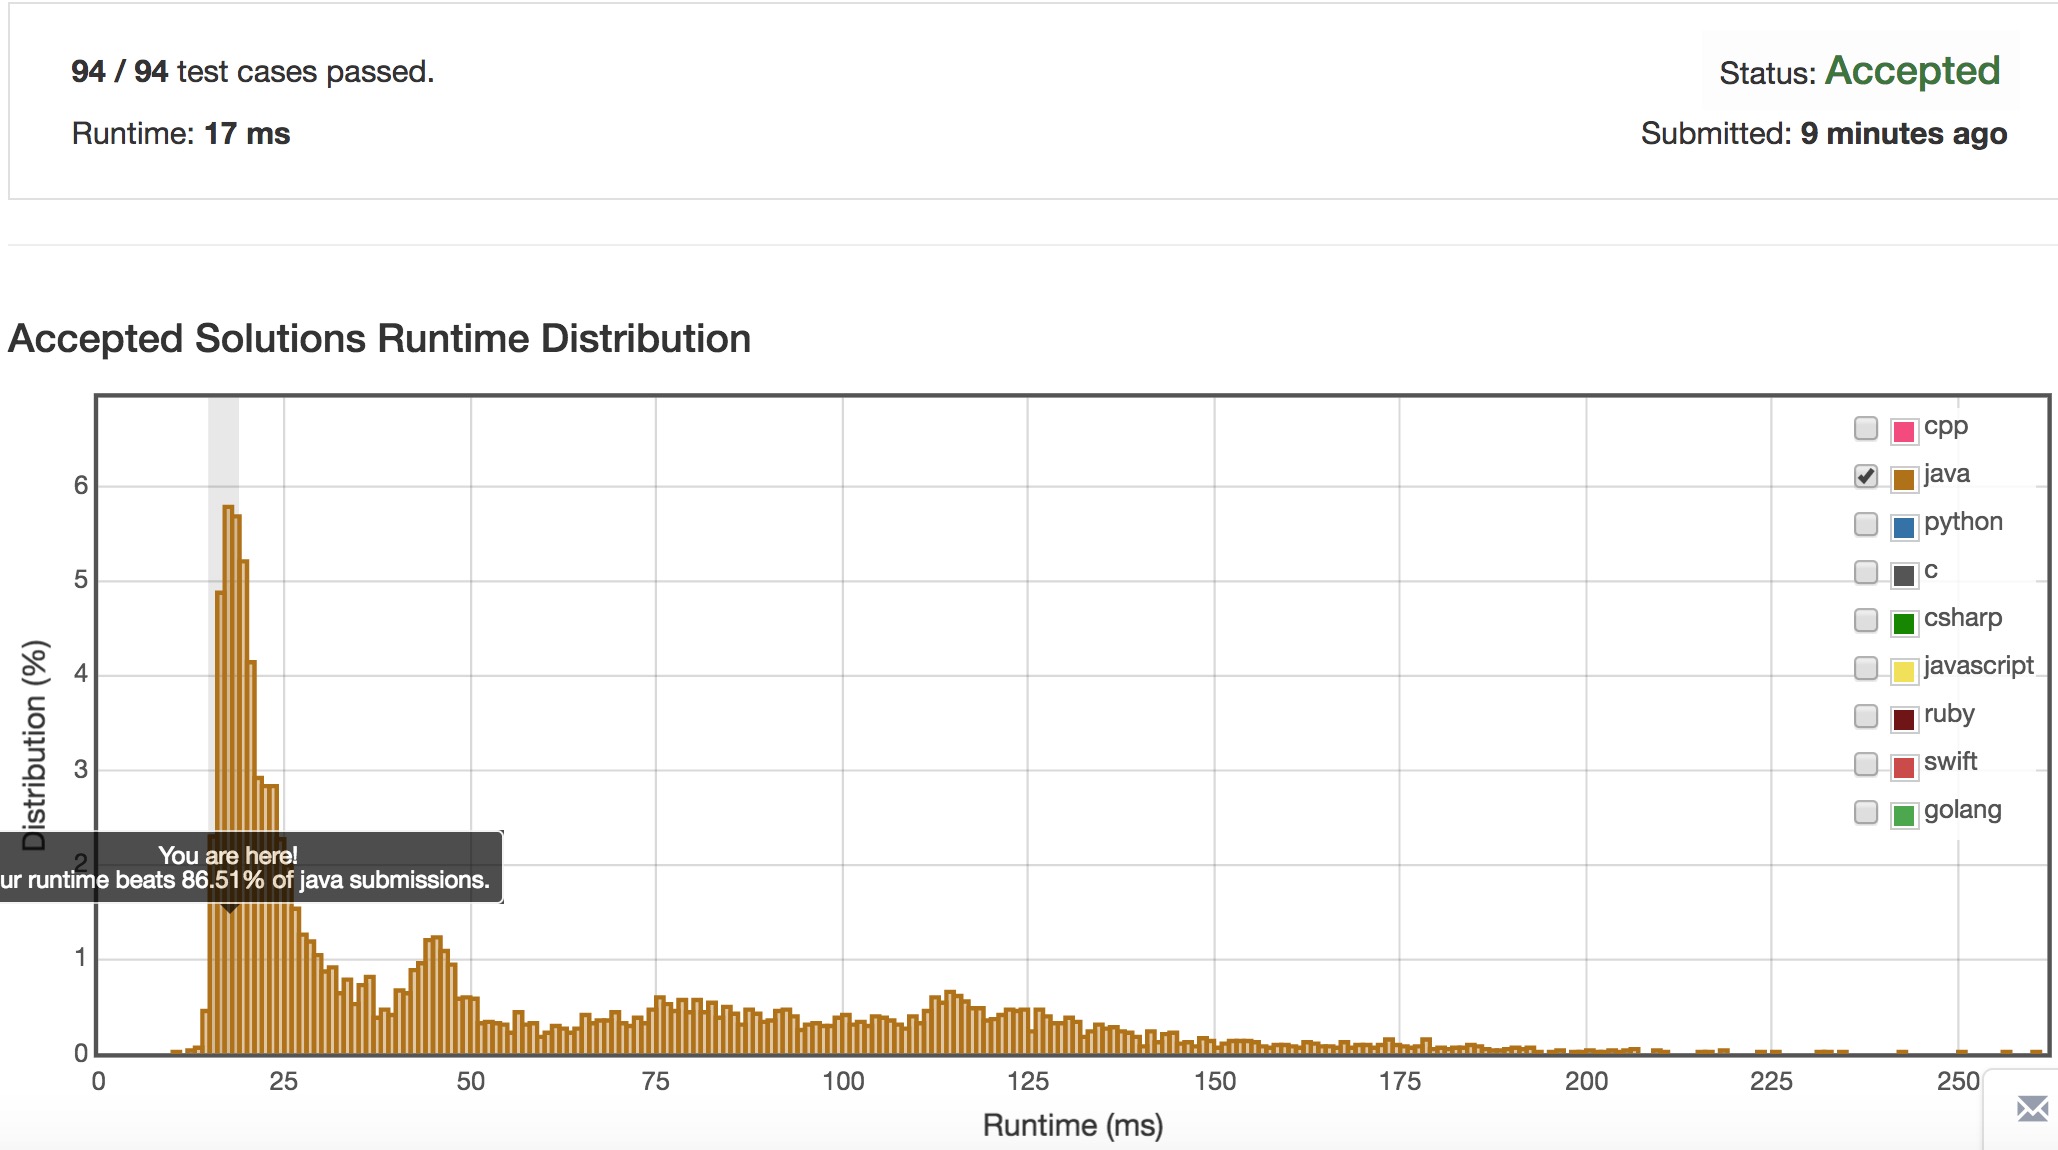 94 / 94 test cases passed.
Status: Accepted
Runtime: 17 ms
Submitted: 9 minutes ago
Accepted Solutions Runtime Distribution
cpp
java
python
c
csharp
javascript
ruby
swift
golang
Distribution (%)
6
5
4
3
2
1
0
You are here!
ur runtime beats 86.51% of java submissions.
0 25 50 75 100 125 150 175 200 225 250
Runtime (ms)